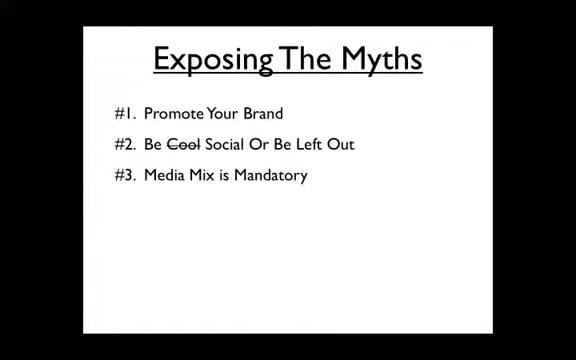 Exposing The Myths
#1. Promote Your Brand
#2. Be Cool Social Or Be Left Out
#3. Media Mix is Mandatory